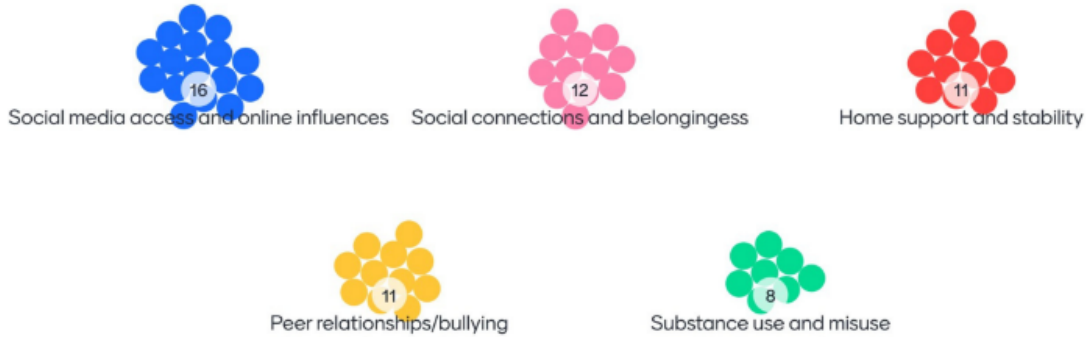 16
12
11
Social media access and online influences
Social connections and belongingess
Home support and stability
11
8
Peer relationships/bullying
Substance use and misuse